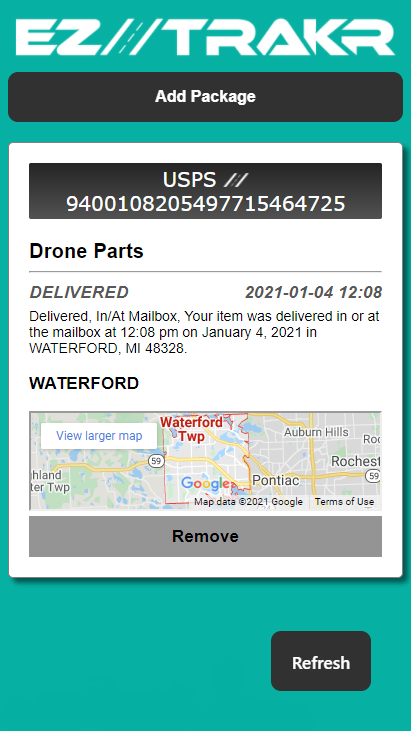 EZ//TRAKR
Add Package
USPS //
9400108205497715464725
Drone Parts
DELIVERED 2021-01-04 12:08
Delivered, In/At Mailbox, Your item was delivered in or at
the mailbox at 12:08 pm on January 4, 2021 in
WATERFORD, MI 48328.
WATERFORD
Waterford
Twp
View larger map
Auburn Hills
59
Rochest
59
ghland
ter Twp
Google
Pontiac
Map data ©2021 Google Terms of Use
Remove
Refresh